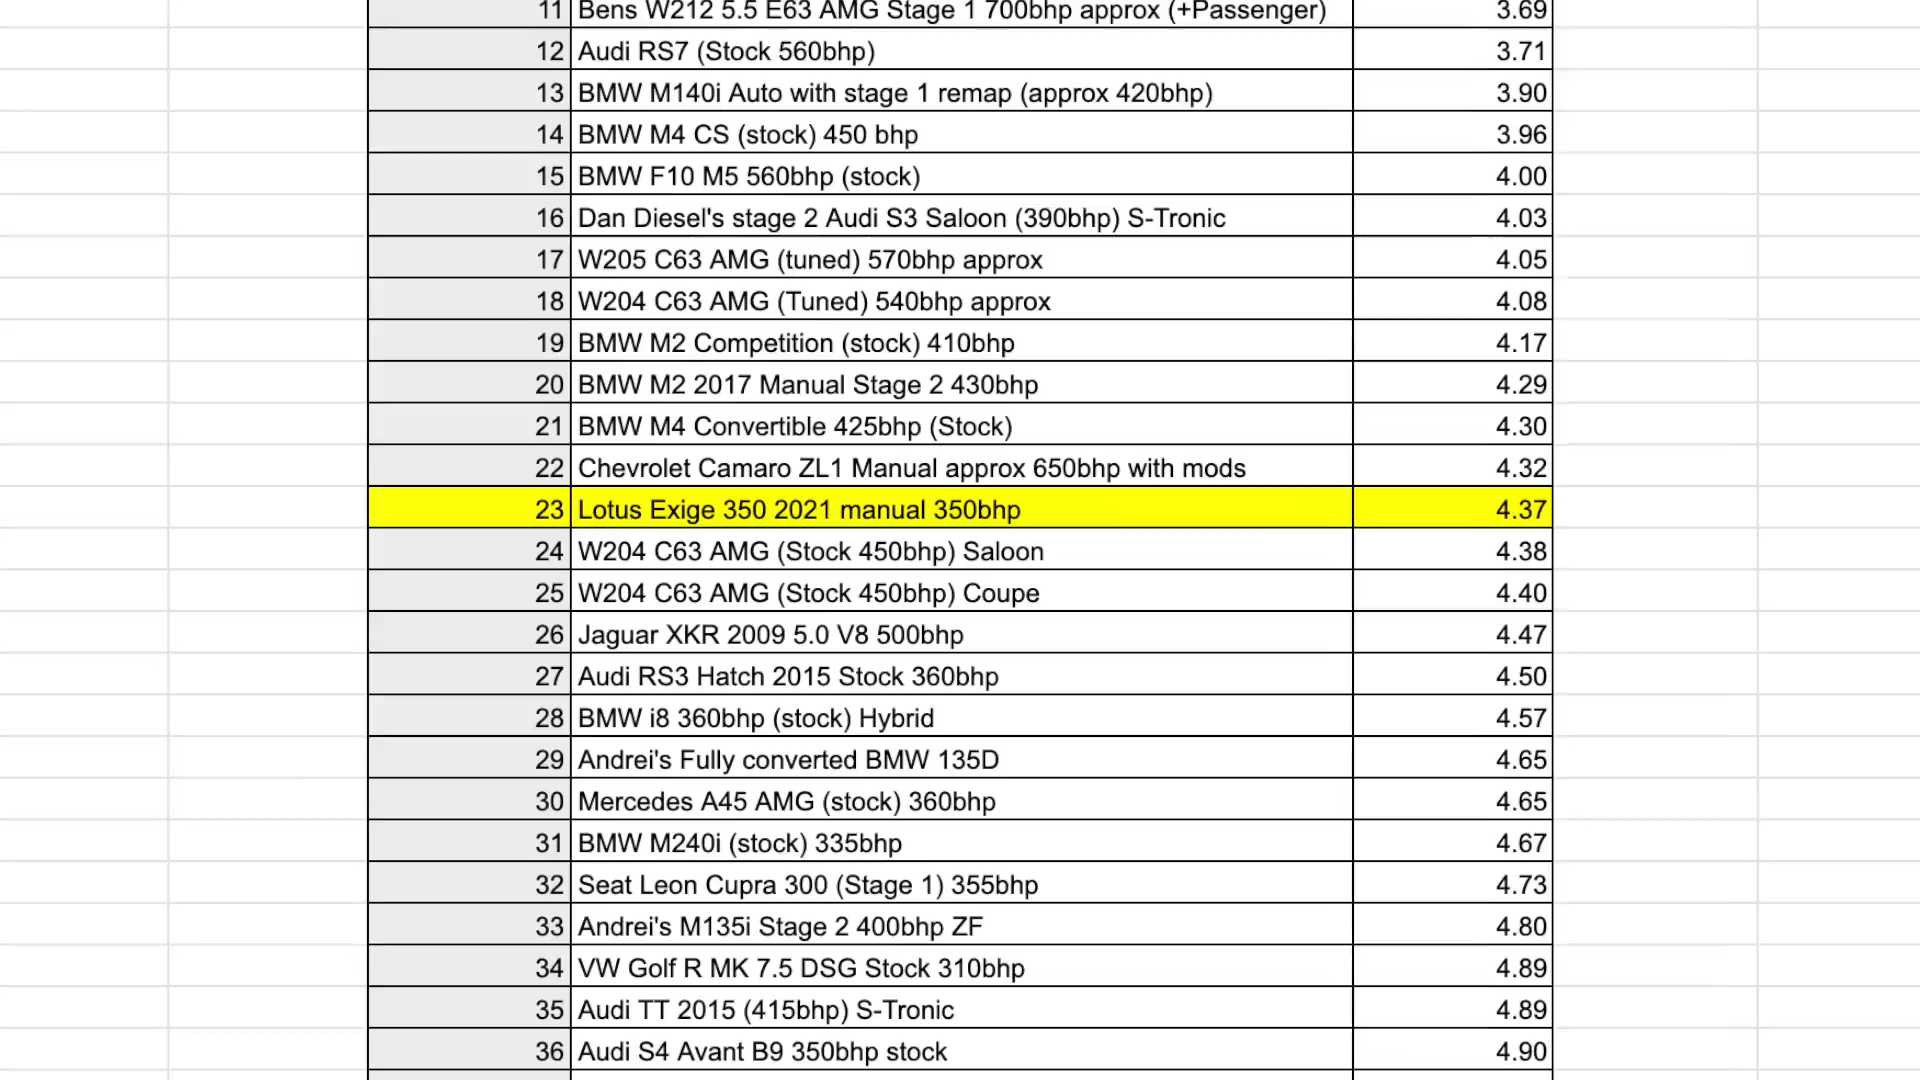 11 Bens W212 5.5 E63 AMG Stage 1 700bhp approx (+Passenger) 3.69
12 Audi RS7 (Stock 560bhp) 3.71
13 BMW M140i Auto with stage 1 remap (approx 420bhp) 3.90
14 BMW M4 CS (stock) 450 bhp 3.96
15 BMW F10 M5 560bhp (stock) 4.00
16 Dan Diesel's stage 2 Audi S3 Saloon (390bhp) S-Tronic 4.03
17 W205 C63 AMG (tuned) 570bhp approx 4.05
18 W204 C63 AMG (Tuned) 540bhp approx 4.08
19 BMW M2 Competition (stock) 410bhp 4.17
20 BMW M2 2017 Manual Stage 2 430bhp 4.29
21 BMW M4 Convertible 425bhp (Stock) 4.30
22 Chevrolet Camaro ZL1 Manual approx 650bhp with mods 4.32
23 Lotus Exige 350 2021 manual 350bhp 4.37
24 W204 C63 AMG (Stock 450bhp) Saloon 4.38
25 W204 C63 AMG (Stock 450bhp) Coupe 4.40
26 Jaguar XKR 2009 5.0 V8 500bhp 4.47
27 Audi RS3 Hatch 2015 Stock 360bhp 4.50
28 BMW i8 360bhp (stock) Hybrid 4.57
29 Andrei's Fully converted BMW 135D 4.65
30 Mercedes A45 AMG (stock) 360bhp 4.65
31 BMW M240i (stock) 335bhp 4.67
32 Seat Leon Cupra 300 (Stage 1) 355bhp 4.73
33 Andrei's M135i Stage 2 400bhp ZF 4.80
34 VW Golf R MK 7.5 DSG Stock 310bhp 4.89
35 Audi TT 2015 (415bhp) S-Tronic 4.89
36 Audi S4 Avant B9 350bhp stock 4.90